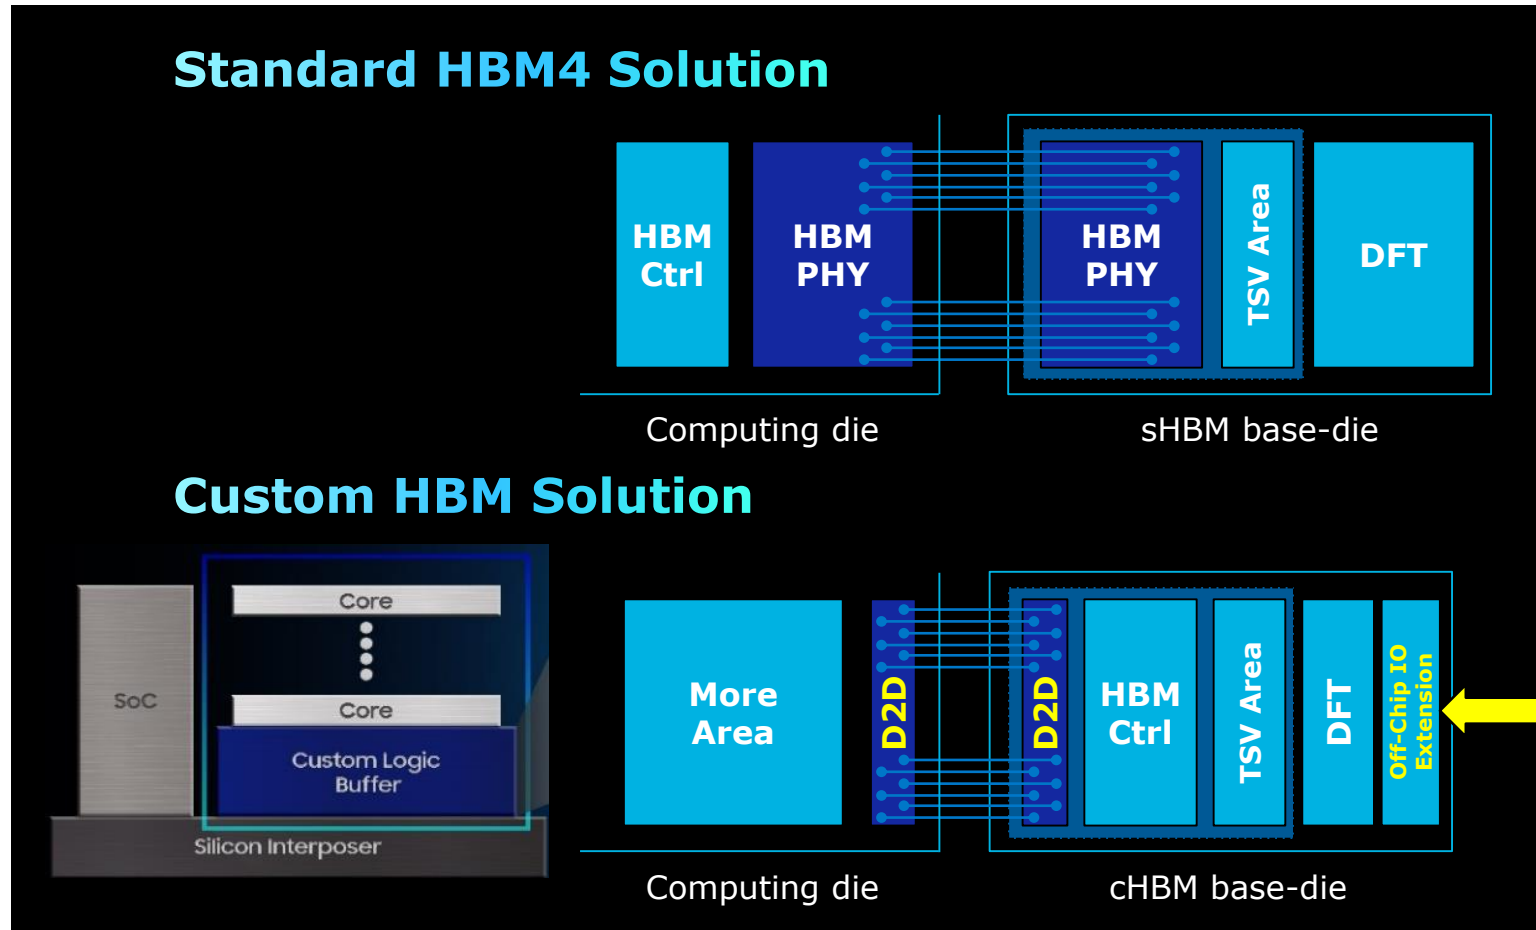 Standard HBM4 Solution
HBM
Ctrl
HBM
PHY
HBM
PHY
TSV Area
DFT
Computing die
sHBM base-die
Custom HBM Solution
Core
Core
SoC
Custom Logic
Buffer
Silicon Interposer
More
Area
D2D
D2D
HBM
Ctrl
TSV Area
DFT
Off-Chip IO
Extension
Computing die
cHBM base-die